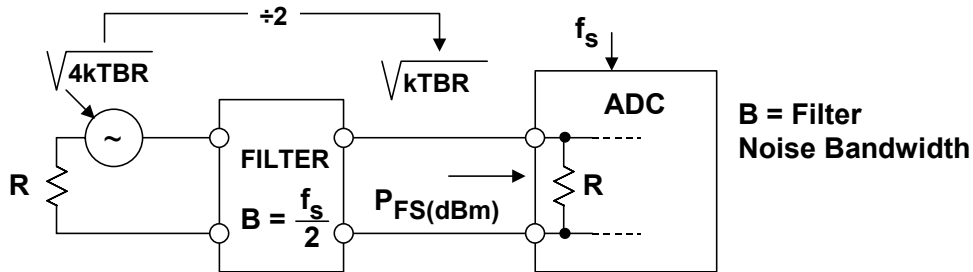 ÷2
√4kTBR
√kTBR
fs
ADC
~
B = Filter
Noise Bandwidth
FILTER
R
R
B = fs/2
PFS(dBm)